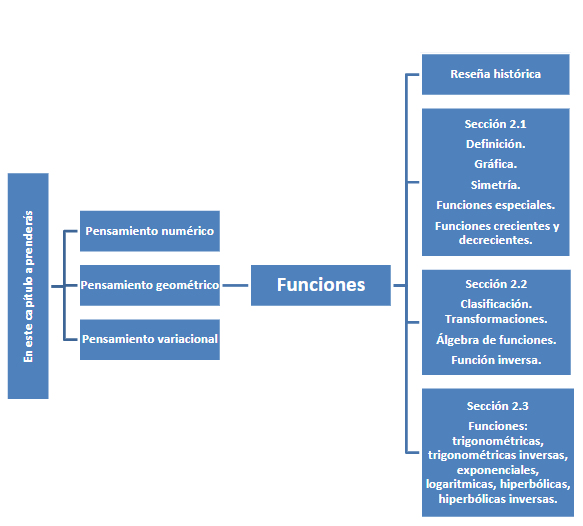 En este capítulo aprenderás
Pensamiento numérico
Pensamiento geométrico
Pensamiento variacional
Funciones
Reseña histórica
Sección 2.1
Definición.
Gráfica.
Simetría.
Funciones especiales.
Funciones crecientes y
decrecientes.
Sección 2.2
Clasificación.
Transformaciones.
Álgebra de funciones.
Función inversa.
Sección 2.3
Funciones:
trigonométricas,
trigonométricas inversas,
exponenciales,
logaritmicas, hiperbólicas,
hiperbólicas inversas.